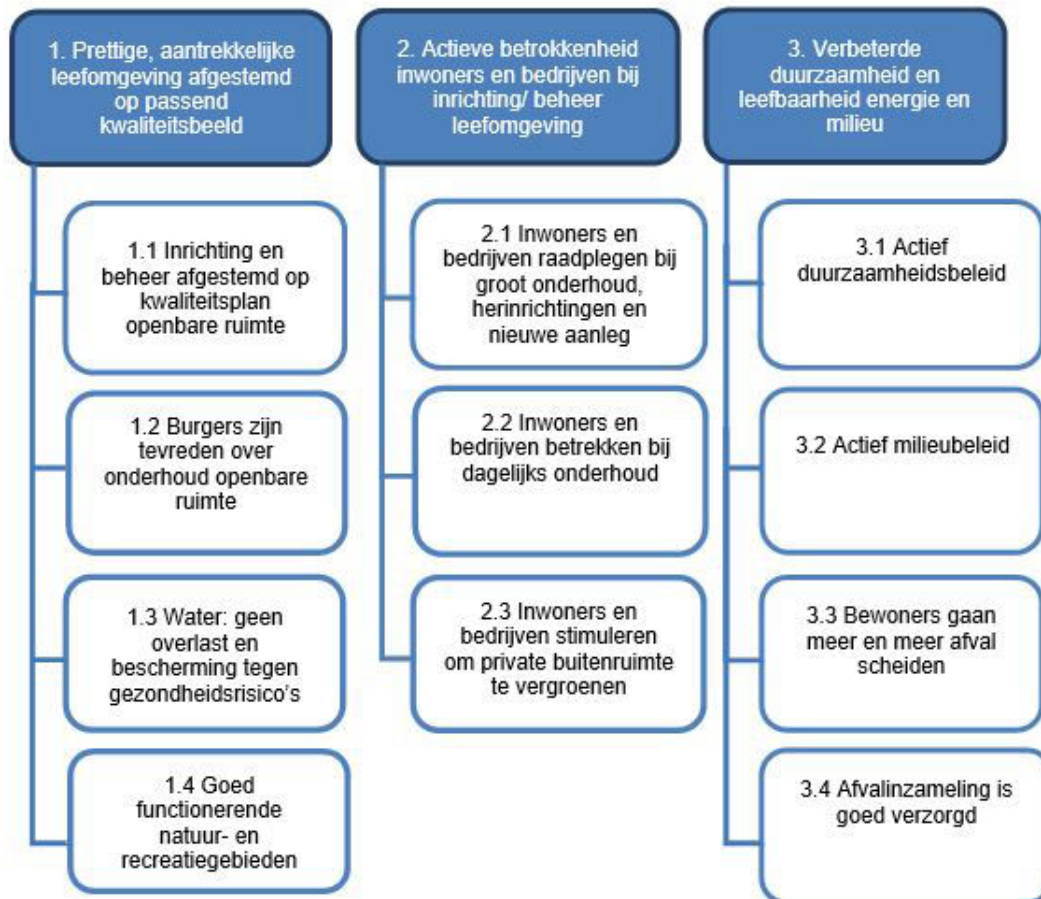 1. Prettige, aantrekkelijke
leefomgeving afgestemd
op passend
kwaliteitsbeeld
1.1 Inrichting en
beheer afgestemd op
kwaliteitsplan
openbare ruimte
1.2 Burgers zijn
tevreden over
onderhoud openbare
ruimte
1.3 Water: geen
overlast en
bescherming tegen
gezondheidsrisico's
1.4 Goed
functionerende
natuur- en
recreatiegebieden
2. Actieve betrokkenheid
inwoners en bedrijven bij
inrichting/ beheer
leefomgeving
2.1 Inwoners en
bedrijven raadplegen bij
groot onderhoud,
herinrichtingen en
nieuwe aanleg
2.2 Inwoners en
bedrijven betrekken bij
dagelijks onderhoud
2.3 Inwoners en
bedrijven stimuleren
om private buitenruimte
te vergroenen
3. Verbeterde
duurzaamheid en
leefbaarheid energie en
milieu
3.1 Actief
duurzaamheidsbeleid
3.2 Actief milieubeleid
3.3 Bewoners gaan
meer en meer afval
scheiden
3.4 Afvalinzameling is
goed verzorgd